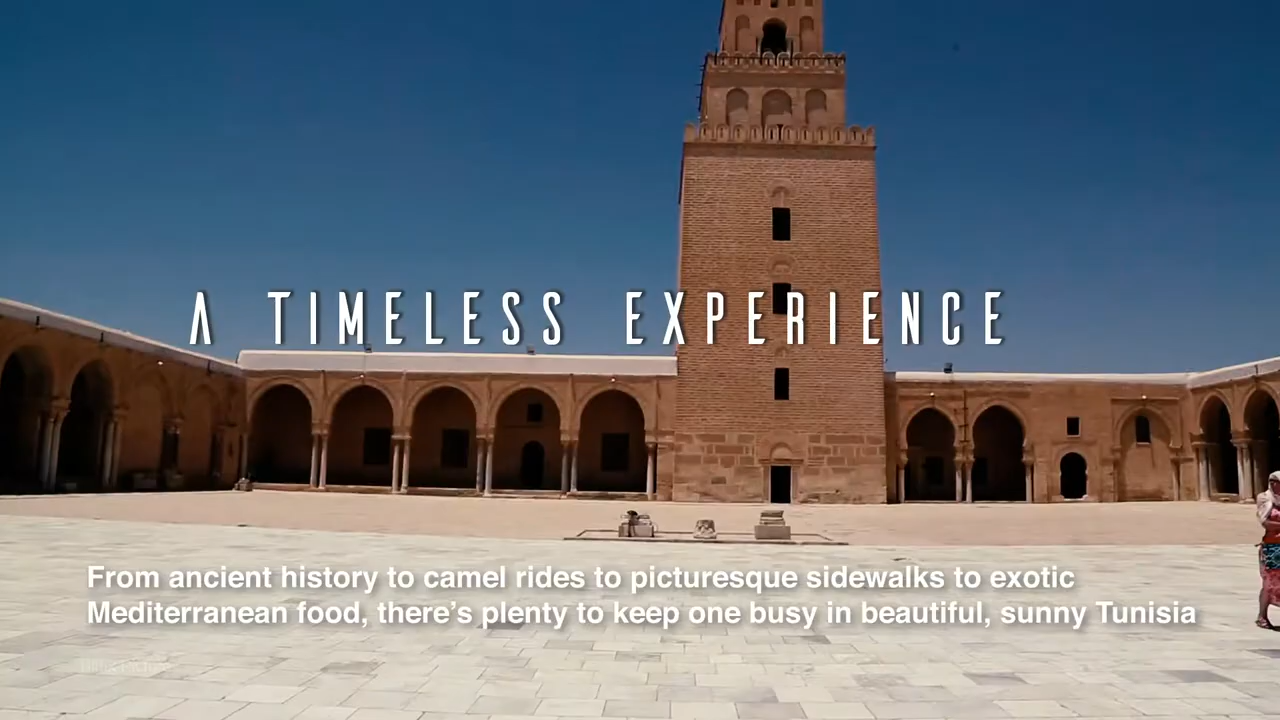 A TIMELESS EXPERIENCE
From ancient history to camel rides to picturesque sidewalks to exotic
Mediterranean food, there’s plenty to keep one busy in beautiful, sunny Tunisia